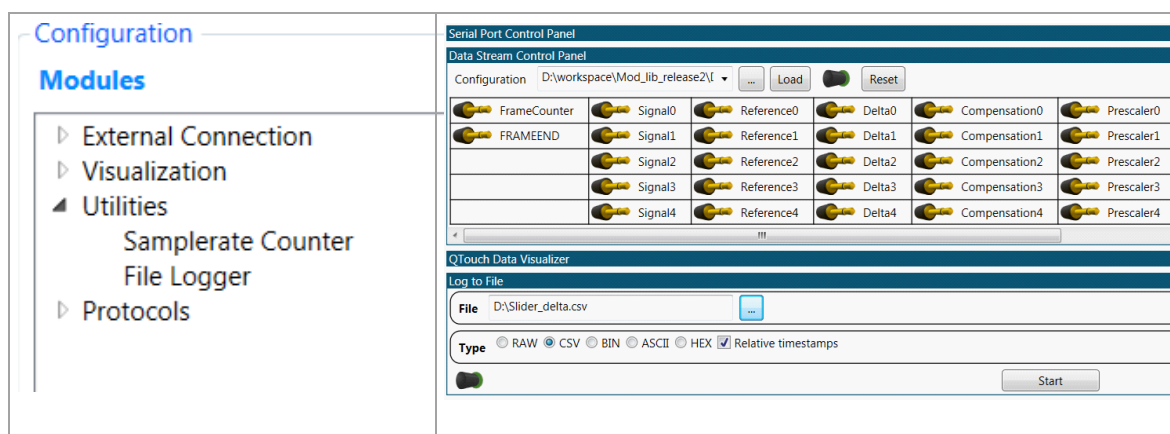 Configuration
Modules
External Connection
Visualization
Utilities
Samplerate Counter
File Logger
Protocols
Serial Port Control Panel
Data Stream Control Panel
Configuration D:\workspace\Mod_lib_release2\[ ... Load Reset
FrameCounter Signal0 Reference0 Delta0 Compensation0 Prescaler0
FRAMEEND Signal1 Reference1 Delta1 Compensation1 Prescaler1
Signal2 Reference2 Delta2 Compensation2 Prescaler2
Signal3 Reference3 Delta3 Compensation3 Prescaler3
Signal4 Reference4 Delta4 Compensation4 Prescaler4
QTouch Data Visualizer
Log to File
File D:\Slider_delta.csv ...
Type RAW CSV BIN ASCII HEX Relative timestamps
Start